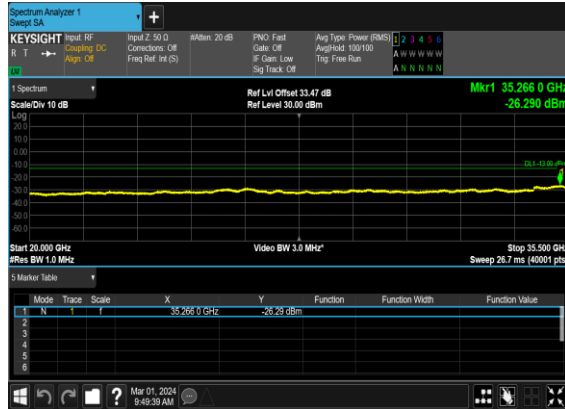 Spectrum Analyzer 1
Swept SA
KEYSIGHT
R T
Input: RF
Coupling: DC
Align: Off
Input Z: 50 Ω
Corrections: Off
Freq Ref: Int (S)
#Atten: 20 dB
PNO: Fast
Gate: Off
IF Gain: Low
Sig Track: Off
Avg Type: Power (RMS)
Avg|Hold: 100/100
Trig: Free Run
1 2 3 4 5 6
A W W W W W
A N N N N N
1 Spectrum
Scale/Div 10 dB
Ref Lvl Offset 33.47 dB
Ref Level 30.00 dBm
Mkr1 35.266 0 GHz
-26.290 dBm
Log
20.0
10.0
0.00
-10.0
-20.0
-30.0
-40.0
-50.0
-60.0
DL1 -13.00 dBm
Start 20.000 GHz
#Res BW 1.0 MHz
Video BW 3.0 MHz*
Stop 35.500 GHz
Sweep 26.7 ms (40001 pts)
5 Marker Table
Mode Trace Scale X Y Function Function Width Function Value
1 N 1 f 35.266 0 GHz -26.29 dBm
2
3
4
5
6
?
Mar 01, 2024
9:49:39 AM